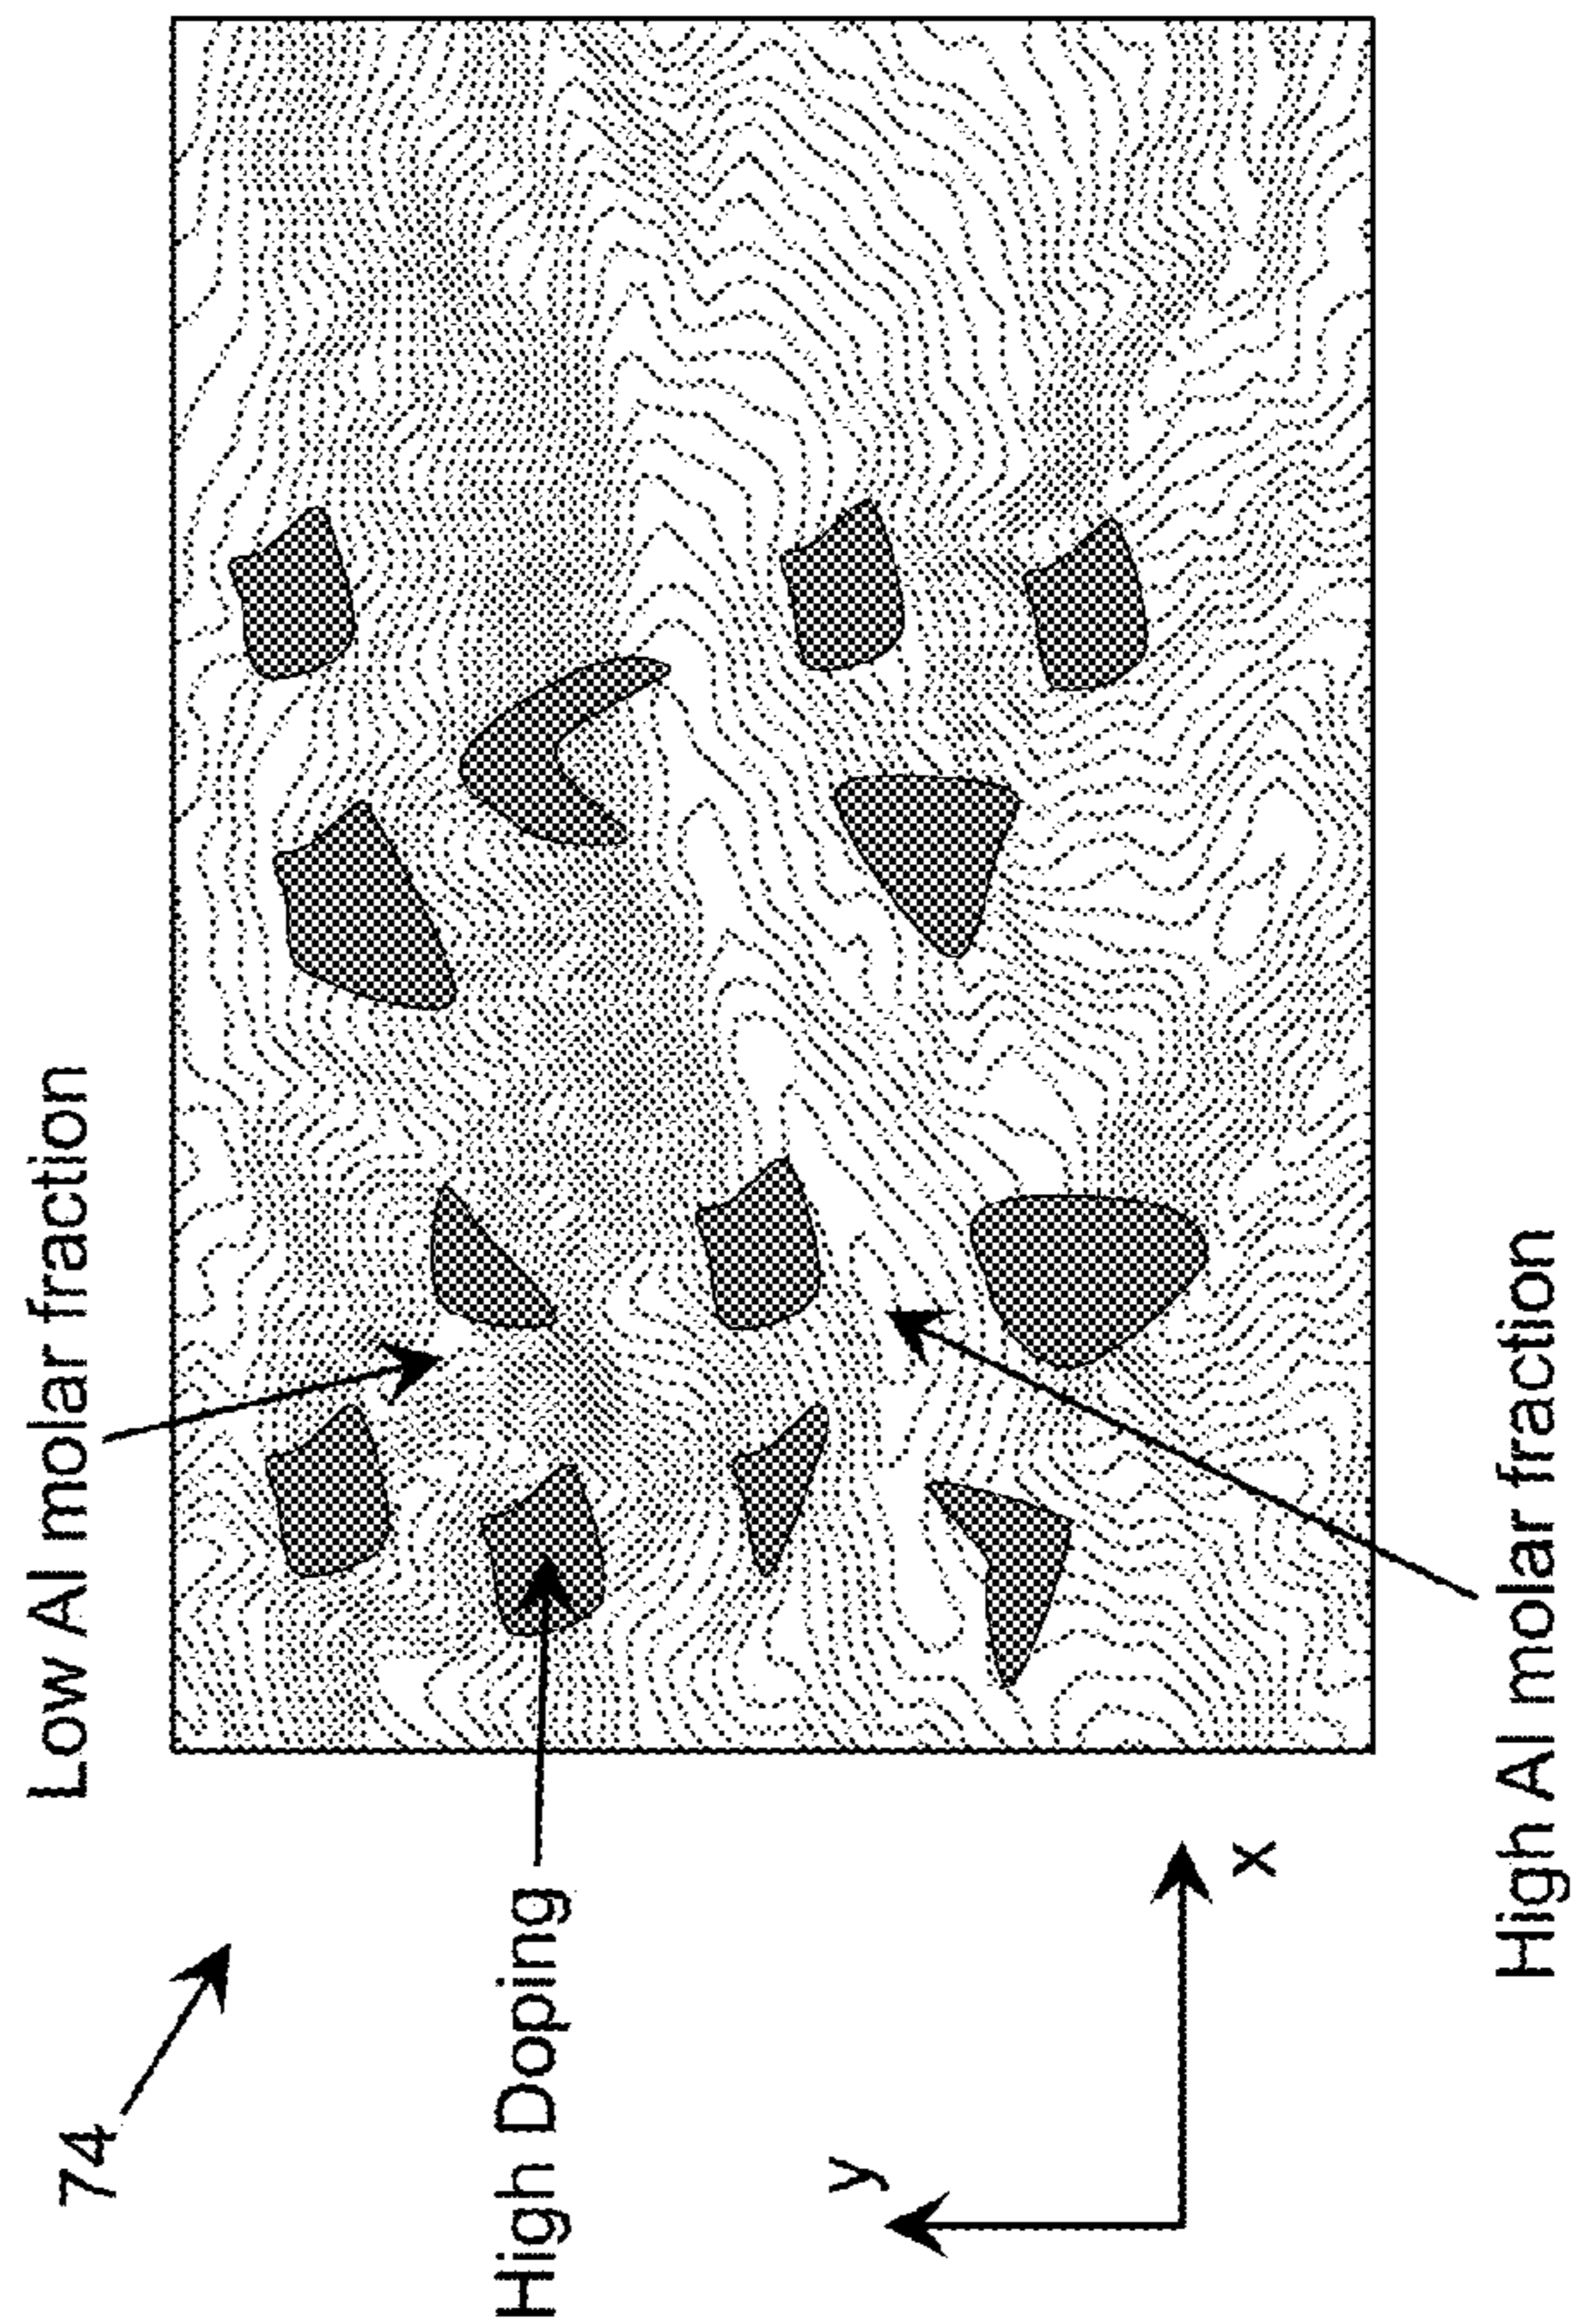 74
Low Al molar fraction
High Doping
y
x
High Al molar fraction